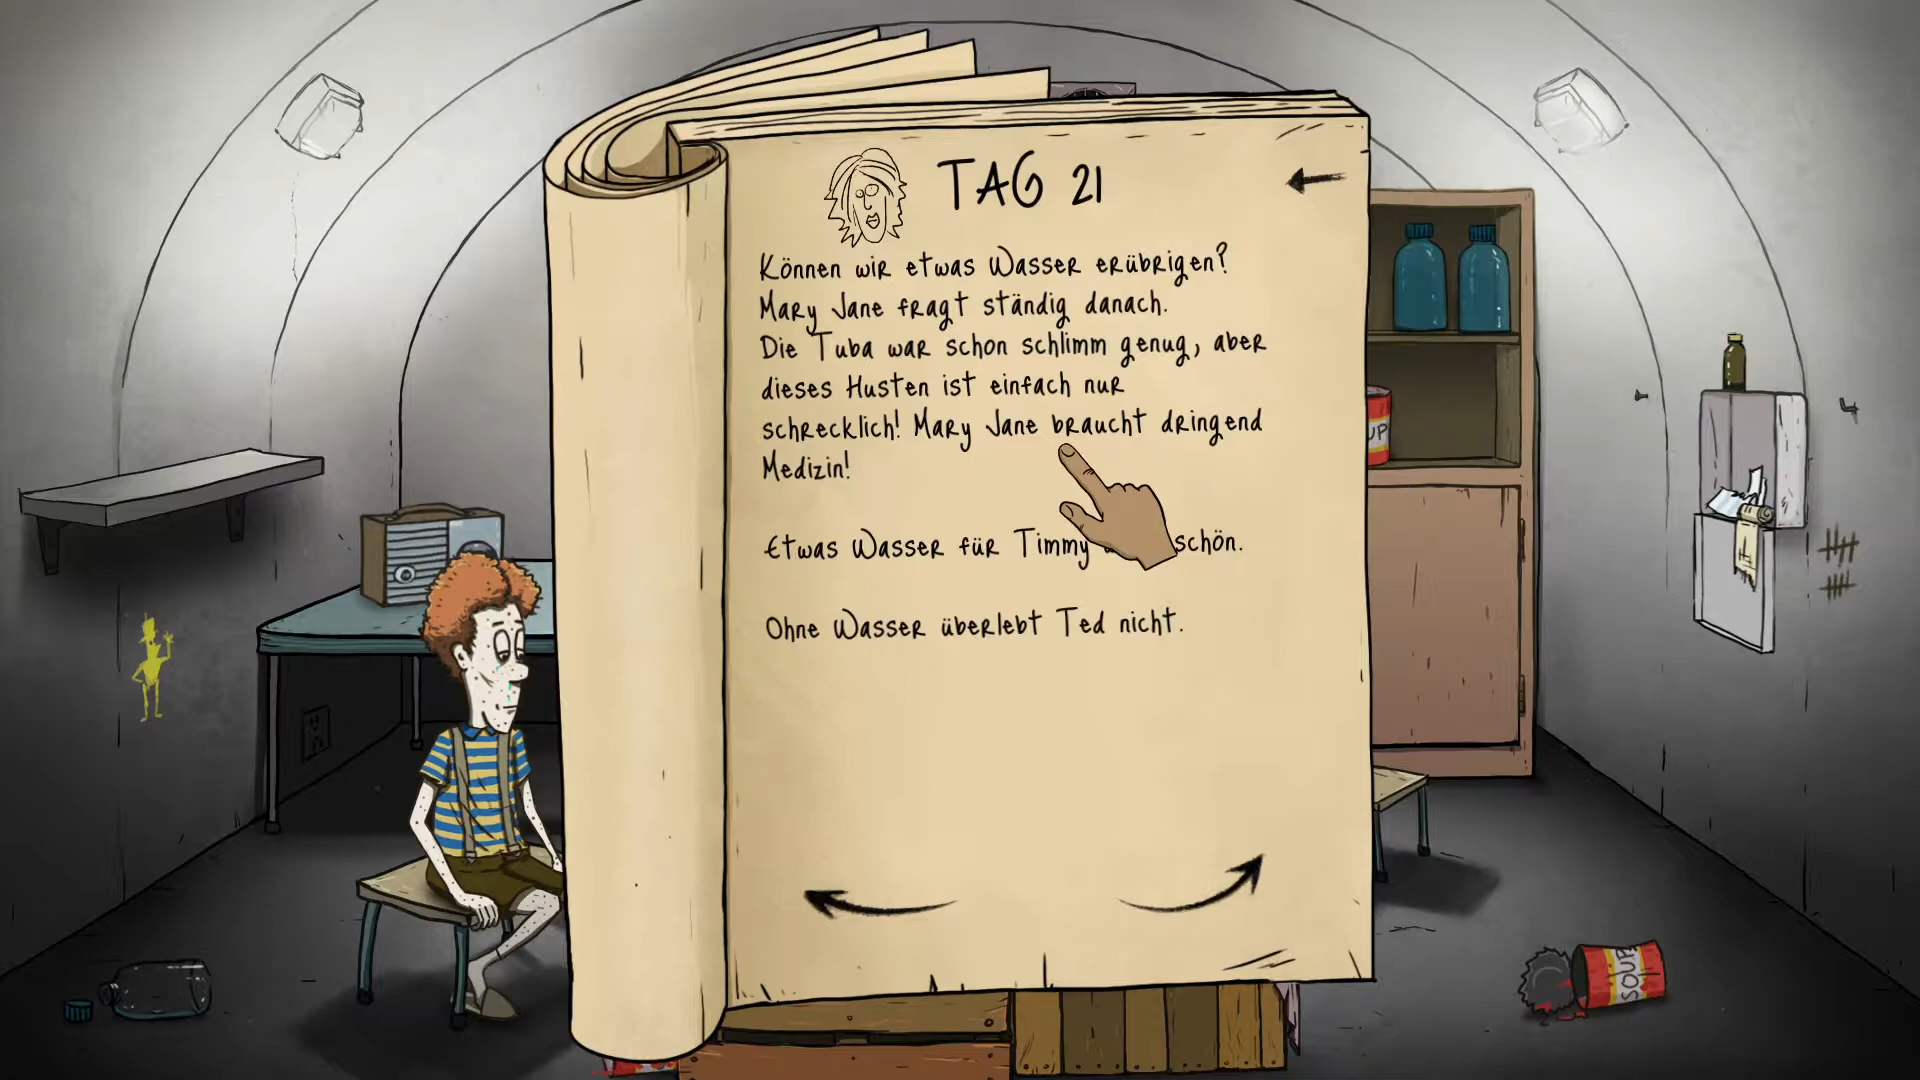 TAG 21
Können wir etwas Wasser erübrigen?
Mary Jane fragt ständig danach.
Die Tuba war schon schlimm genug, aber
dieses Husten ist einfach nur
schrecklich! Mary Jane braucht dringend
Medizin!
Etwas Wasser für Timmy schön.
Ohne Wasser überlebt Ted nicht.
UP
SOUP